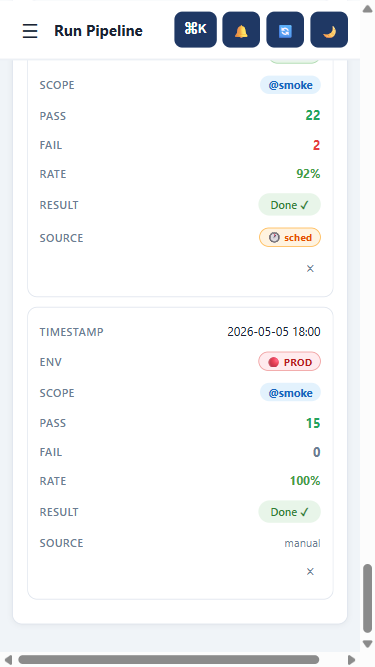 ☰ Run Pipeline ⌘K
SCOPE @smoke
PASS 22
FAIL 2
RATE 92%
RESULT Done ✓
SOURCE sched
×
TIMESTAMP 2026-05-05 18:00
ENV PROD
SCOPE @smoke
PASS 15
FAIL 0
RATE 100%
RESULT Done ✓
SOURCE manual
×